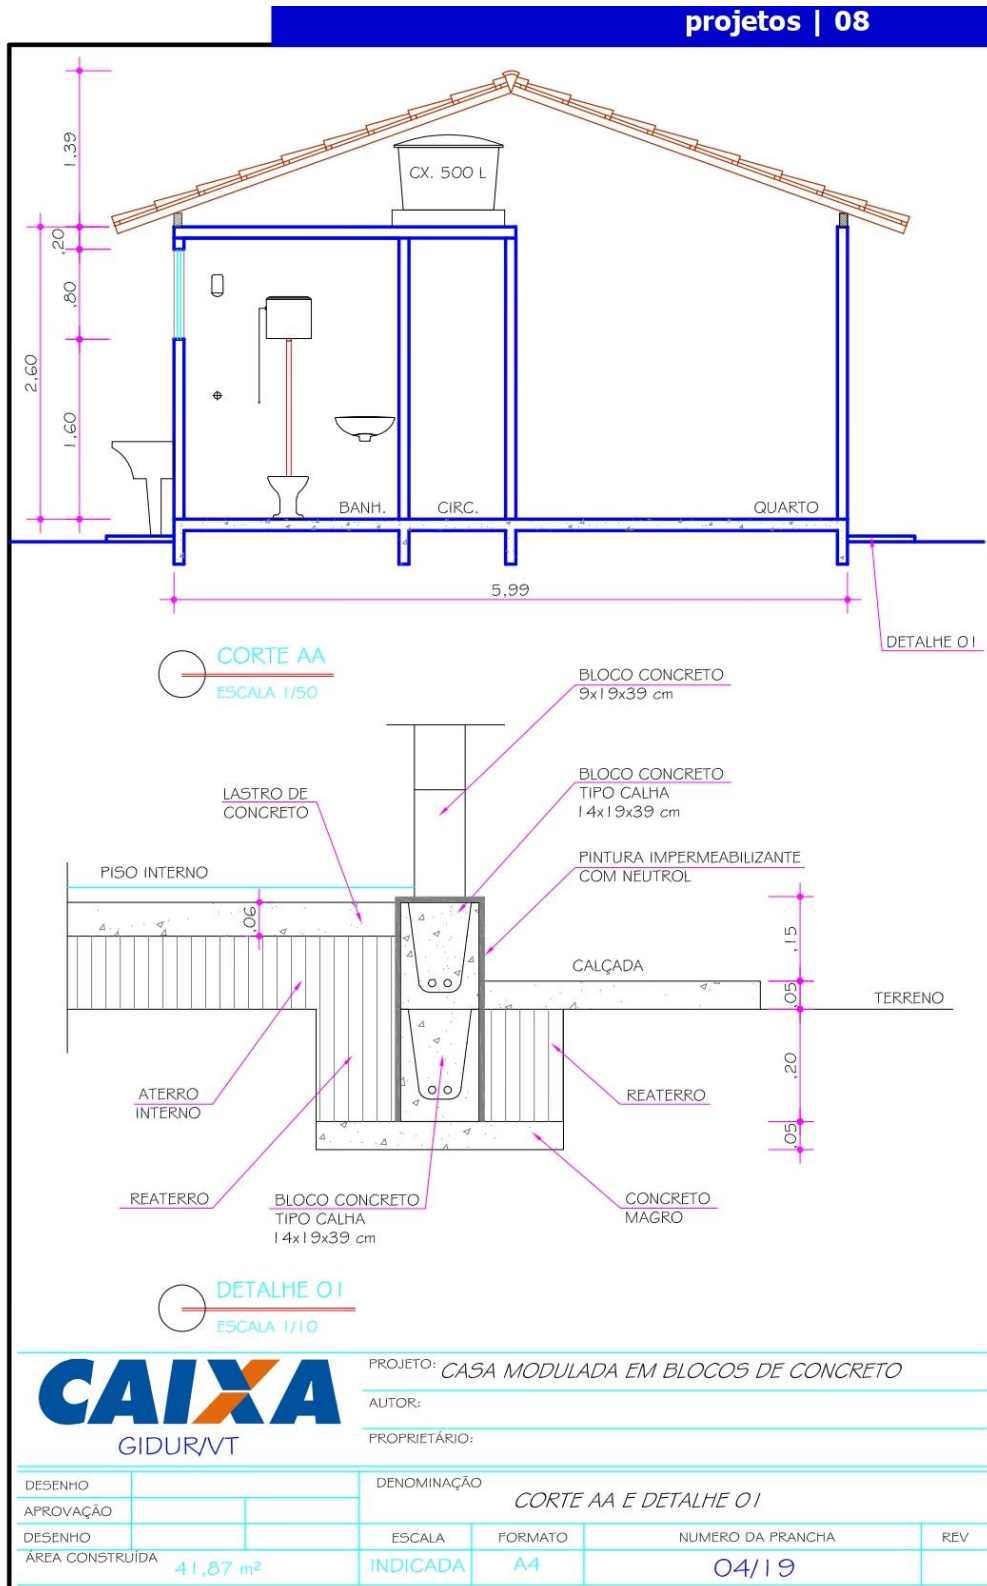 projetos | 08
1,39
CX. 500 L
,20
,80
2,60
1,60
BANH.
CIRC.
QUARTO
5,99
DETALHE 01
CORTE AA
ESCALA 1/50
BLOCO CONCRETO
9x19x39 cm
BLOCO CONCRETO
TIPO CALHA
14x19x39 cm
LASTRO DE
CONCRETO
PINTURA IMPERMEABILIZANTE
COM NEUTROL
PISO INTERNO
,06
,15
CALÇADA
,05
TERRENO
,20
ATERRO
INTERNO
REATERRO
,05
REATERRO
BLOCO CONCRETO
TIPO CALHA
14x19x39 cm
CONCRETO
MAGRO
DETALHE 01
ESCALA 1/10
CAIXA
GIDUR/VT
PROJETO: CASA MODULADA EM BLOCOS DE CONCRETO
AUTOR:
PROPRIETÁRIO:
DESENHO
APROVAÇÃO
DESENHO
ÁREA CONSTRUÍDA
41,87 m²
DENOMINAÇÃO
CORTE AA E DETALHE 01
ESCALA
INDICADA
FORMATO
A4
NUMERO DA PRANCHA
04/19
REV